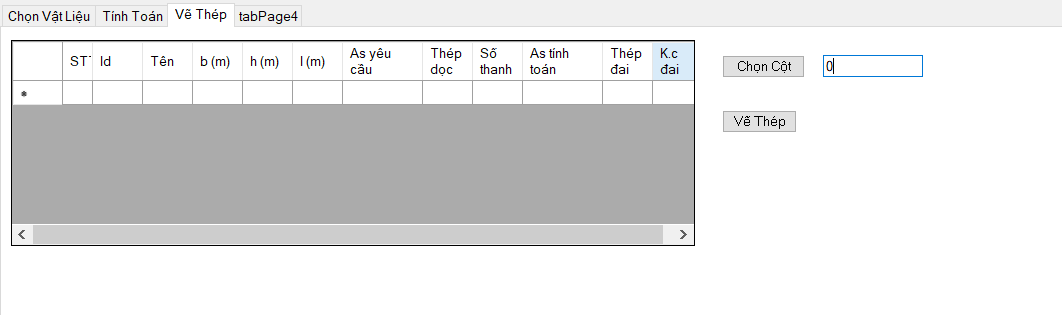 Chọn Vật Liệu Tính Toán Vẽ Thép tabPage4
STT Id Tên b (m) h (m) l (m) As yêu cầu Thép dọc Số thanh As tính toán Thép đai K.c đai
Chọn Cột 0
*
Vẽ Thép